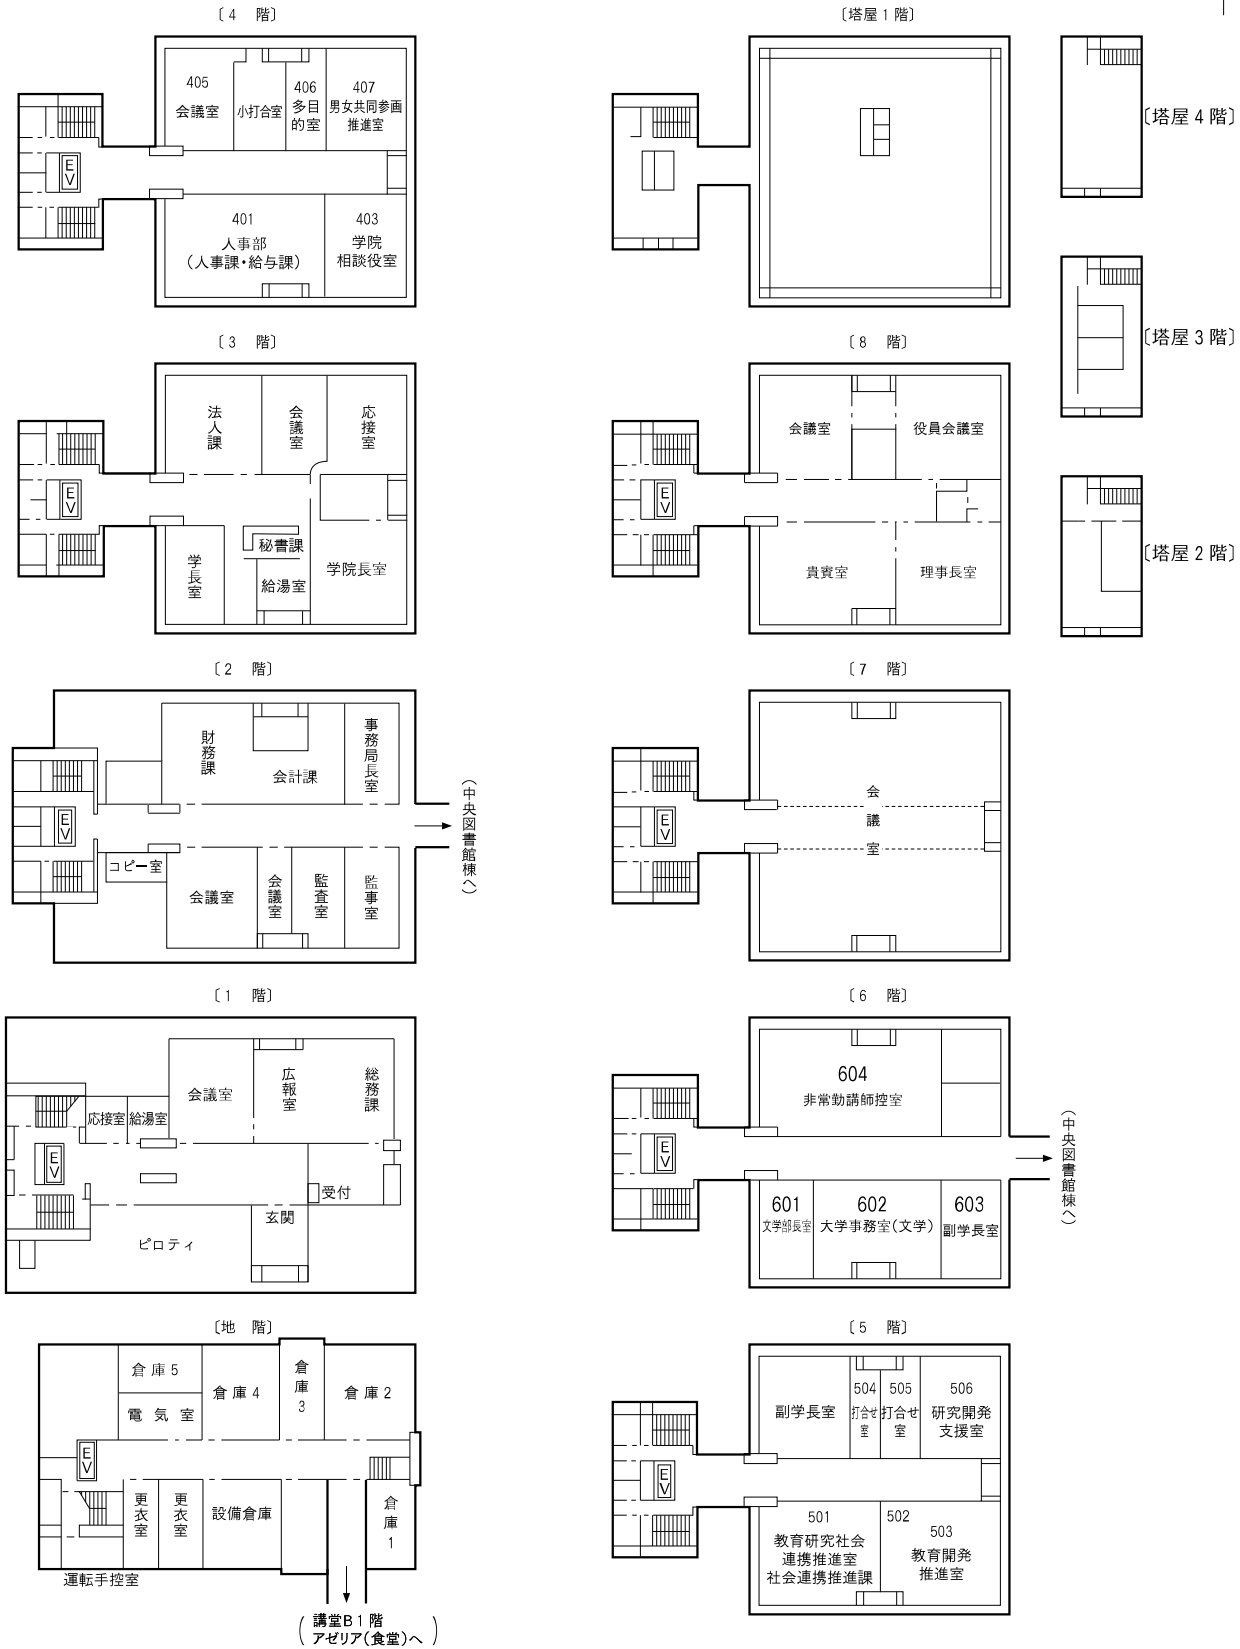 〔4 階〕
405
会議室
小打合室
406
多目
的室
407
男女共同参画
推進室
EV
401
人事部
(人事課・給与課)
403
学院
相談役室
〔3 階〕
法人課
会議室
応接室
EV
学長室
秘書課
給湯室
学院長室
〔2 階〕
財務課
会計課
事務局長室
EV
コピー室
会議室
会議室
監査室
監事室
(中央図書館棟へ)
〔1 階〕
会議室
広報室
総務課
応接室
給湯室
EV
受付
玄関
ピロティ
〔地 階〕
倉庫5
電気室
倉庫4
倉庫3
倉庫2
EV
更衣室
更衣室
設備倉庫
倉庫1
運転手控室
(講堂B1階
アゼリア(食堂)へ)
〔塔屋1階〕
〔塔屋4階〕
〔塔屋3階〕
〔塔屋2階〕
〔8 階〕
会議室
役員会議室
EV
貴賓室
理事長室
〔7 階〕
会議室
EV
〔6 階〕
604
非常勤講師控室
EV
601
文学部長室
602
大学事務室(文学)
603
副学長室
(中央図書館棟へ)
〔5 階〕
副学長室
504
打合せ
室
505
打合せ
室
506
研究開発
支援室
EV
501
教育研究社会
連携推進室
社会連携推進課
502
503
教育開発
推進室